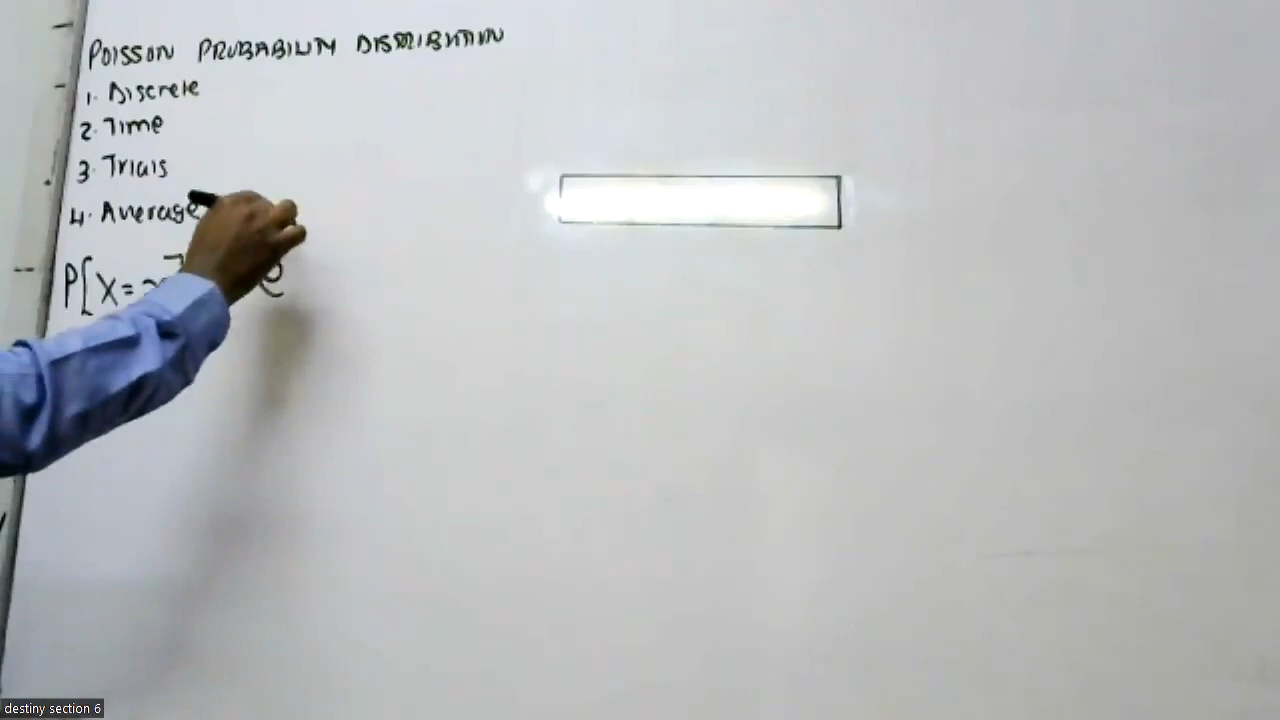 POISSON PROBABILITY DISTRIBUTION
1. Discrete
2. Time
3. Trials
4. Average
P[X=x] e
destiny section 6